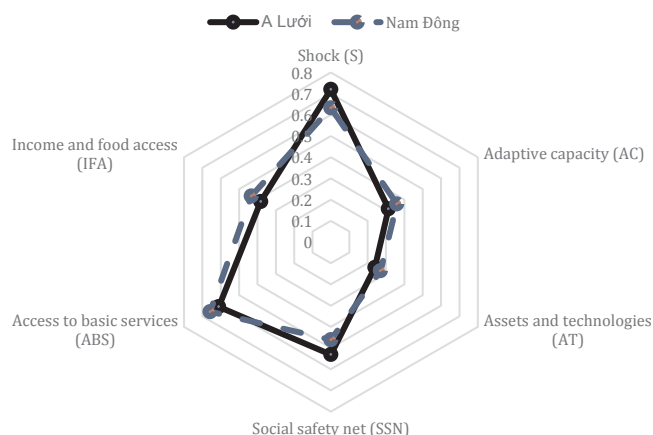 A Lưới
Nam Đông
Shock (S)
0.8
0.7
0.6
0.5
0.4
0.3
0.2
0.1
0
Income and food access
(IFA)
Adaptive capacity (AC)
Access to basic services
(ABS)
Assets and technologies
(AT)
Social safety net (SSN)